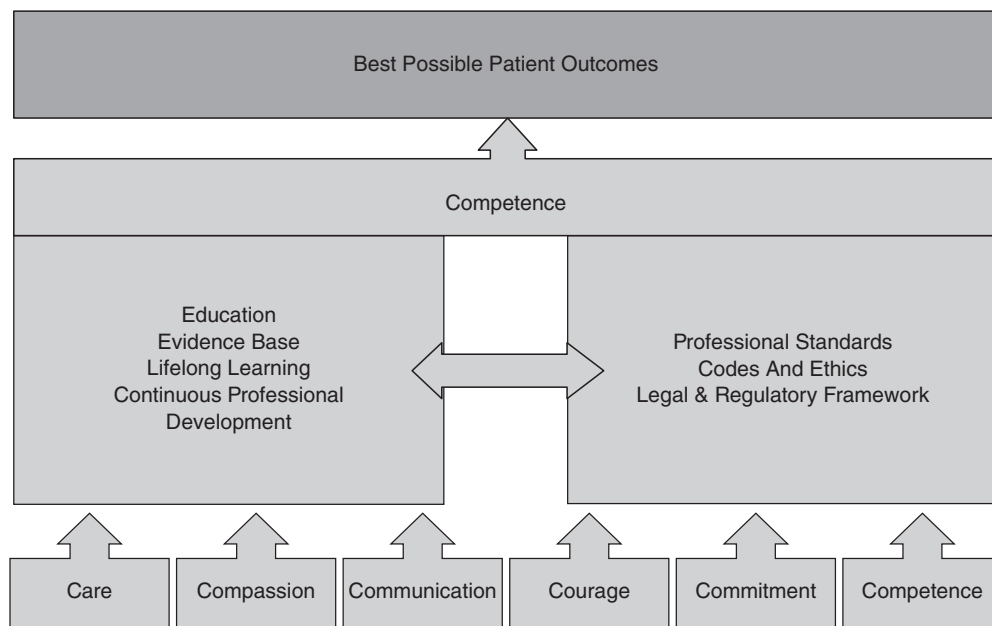 Best Possible Patient Outcomes
Competence
Education
Evidence Base
Lifelong Learning
Continuous Professional
Development
Professional Standards
Codes And Ethics
Legal & Regulatory Framework
Care
Compassion
Communication
Courage
Commitment
Competence